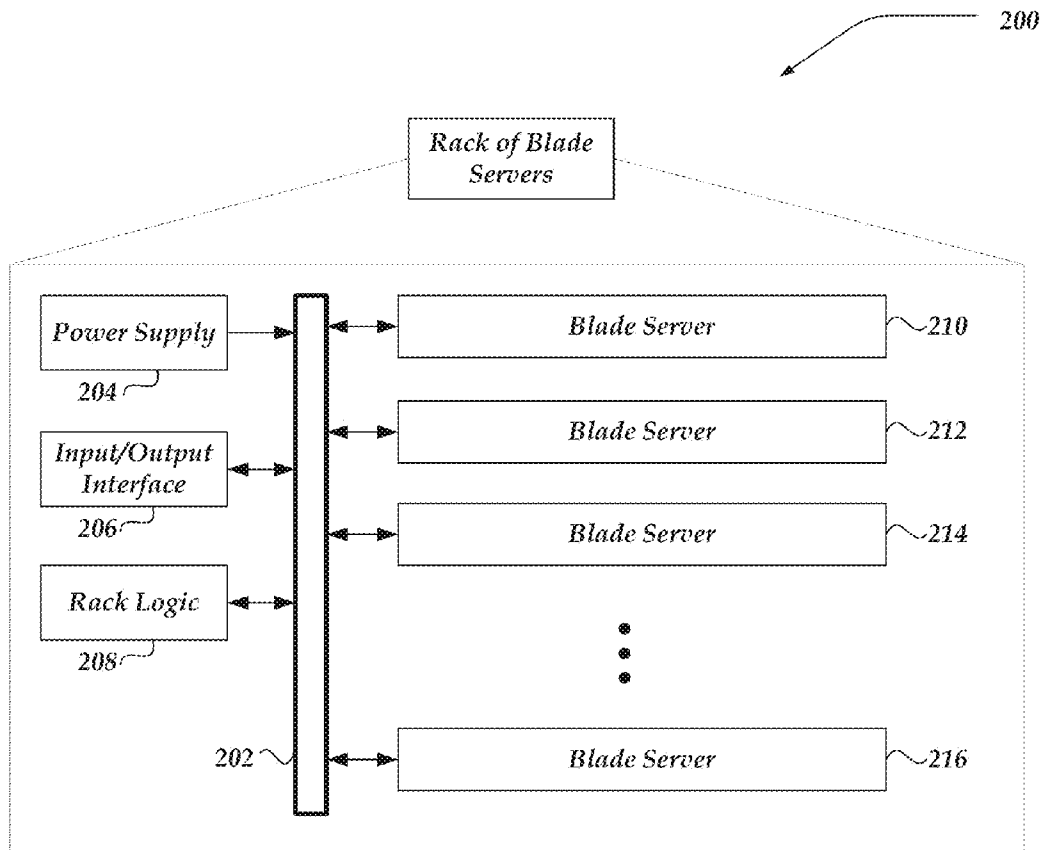 200
Rack of Blade
Servers
Power Supply
204
Input/Output
Interface
206
Rack Logic
208
202
Blade Server
210
Blade Server
212
Blade Server
214
Blade Server
216